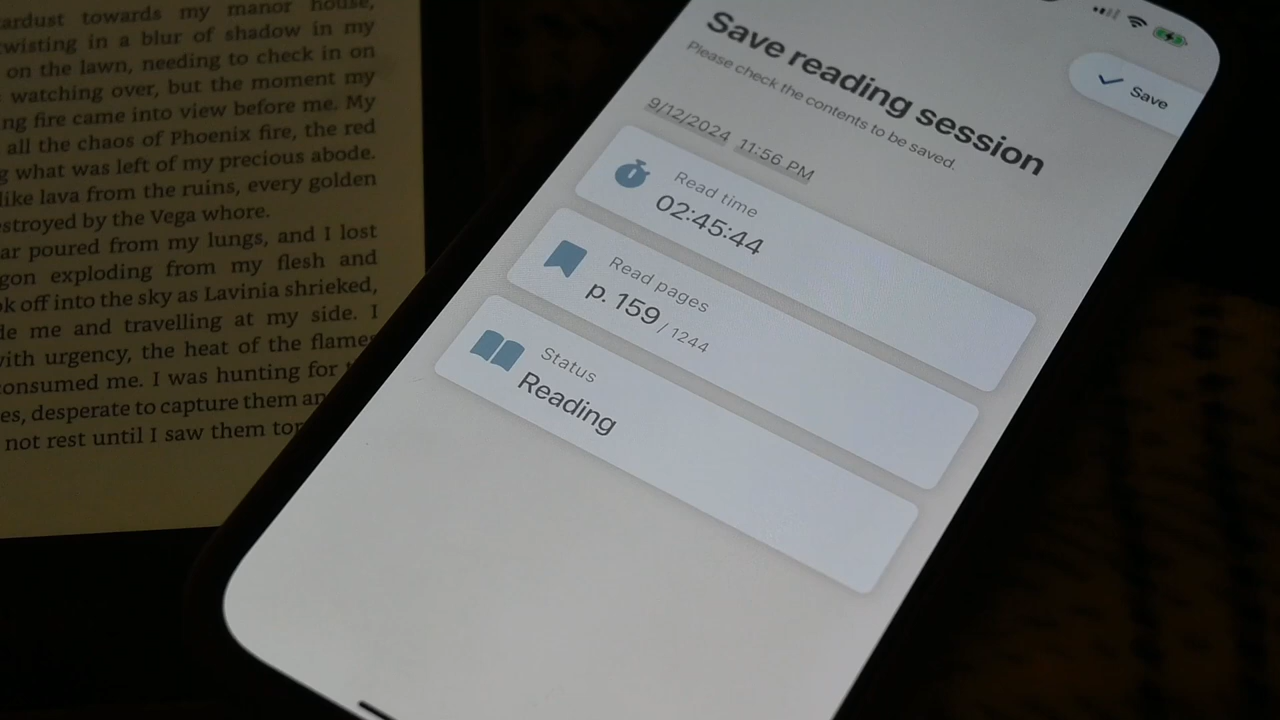 ardust towards my manor house,
twisting in a blur of shadow in my
on the lawn, needing to check in on
watching over, but the moment my
ng fire came into view before me. My
all the chaos of Phoenix fire, the red
g what was left of my precious abode.
like lava from the ruins, every golden
estroyed by the Vega whore.
ar poured from my lungs, and I lost
gon exploding from my flesh and
ok off into the sky as Lavinia shrieked,
de me and travelling at my side. I
with urgency, the heat of the flames
consumed me. I was hunting for
es, desperate to capture them an
not rest until I saw them tor
Save
Save reading session
Please check the contents to be saved.
9/12/2024 11:56 PM
Read time
02:45:44
Read pages
p. 159 / 1244
Status
Reading